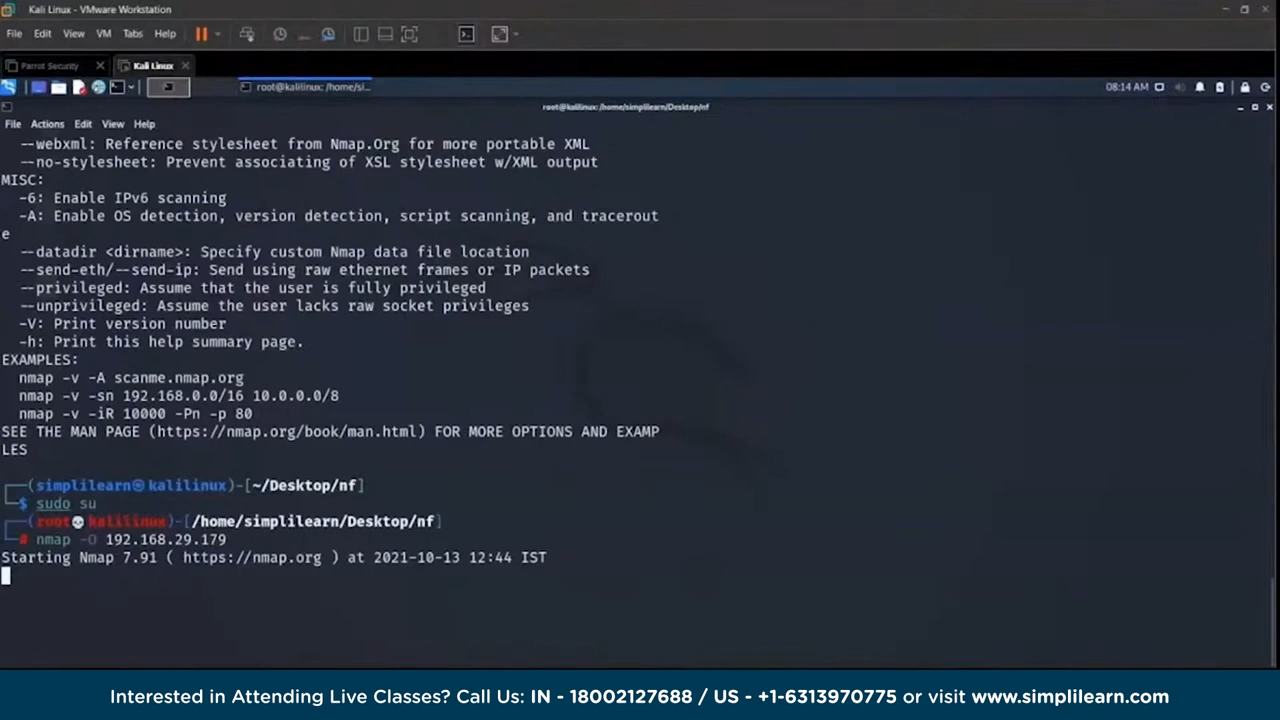 Kali Linux - VMware Workstation
File Edit View VM Tabs Help
Parrot Security Kali Linux
root@kalilinux: /home/si... 08:14 AM
root@kalilinux: /home/simplilearn/Desktop/nf
File Actions Edit View Help
--webxml: Reference stylesheet from Nmap.Org for more portable XML
--no-stylesheet: Prevent associating of XSL stylesheet w/XML output
MISC:
-6: Enable IPv6 scanning
-A: Enable OS detection, version detection, script scanning, and tracerout
e
--datadir <dirname>: Specify custom Nmap data file location
--send-eth/--send-ip: Send using raw ethernet frames or IP packets
--privileged: Assume that the user is fully privileged
--unprivileged: Assume the user lacks raw socket privileges
-V: Print version number
-h: Print this help summary page.
EXAMPLES:
nmap -v -A scanme.nmap.org
nmap -v -sn 192.168.0.0/16 10.0.0.0/8
nmap -v -iR 10000 -Pn -p 80
SEE THE MAN PAGE (https://nmap.org/book/man.html) FOR MORE OPTIONS AND EXAMP
LES
(simplilearn㉿kalilinux)-[~/Desktop/nf]
$ sudo su
(root💀kalilinux)-[/home/simplilearn/Desktop/nf]
# nmap -O 192.168.29.179
Starting Nmap 7.91 ( https://nmap.org ) at 2021-10-13 12:44 IST
Interested in Attending Live Classes? Call Us: IN - 18002127688 / US - +1-6313970775 or visit www.simplilearn.com